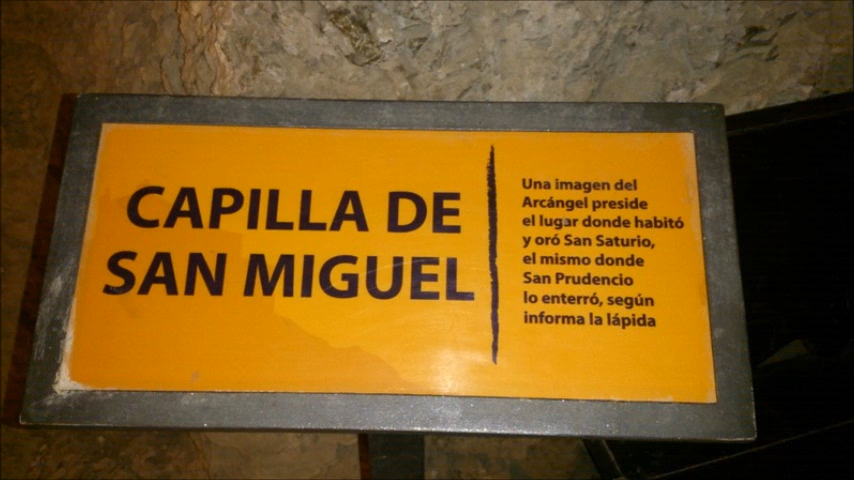 CAPILLA DE
SAN MIGUEL
Una imagen del
Arcángel preside
el lugar donde habitó
y oró San Saturio,
el mismo donde
San Prudencio
lo enterró, según
informa la lápida